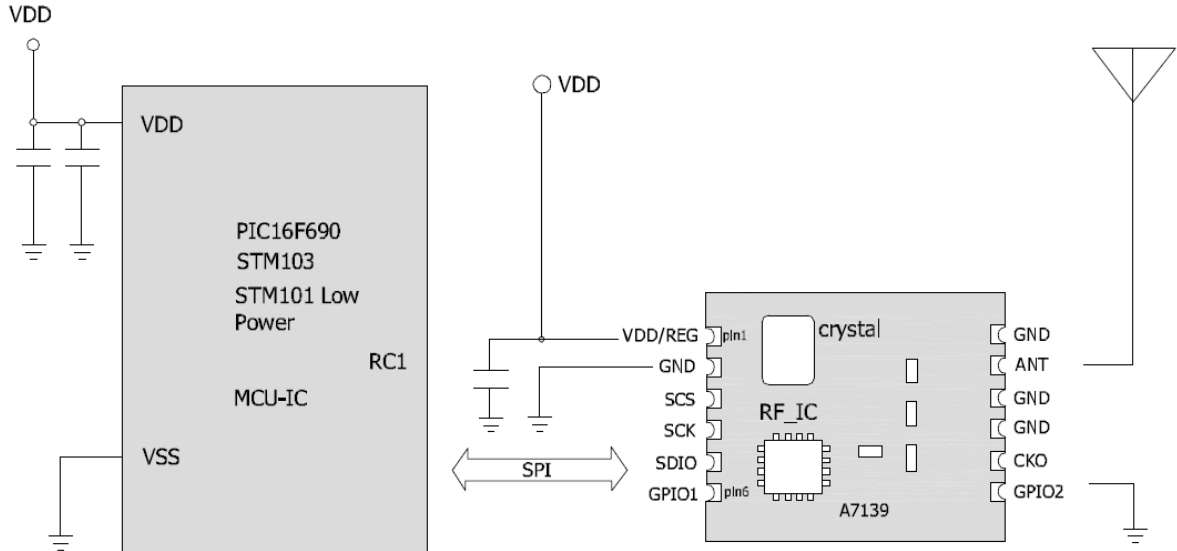 VDD
VDD
PIC16F690
STM103
STM101 Low
Power
RC1
MCU-IC
VSS
VDD
VDD/REG
GND
SCS
SCK
SDIO
GPIO1
SPI
pin1
pin6
crystal
RF_IC
A7139
GND
ANT
GND
GND
CKO
GPIO2